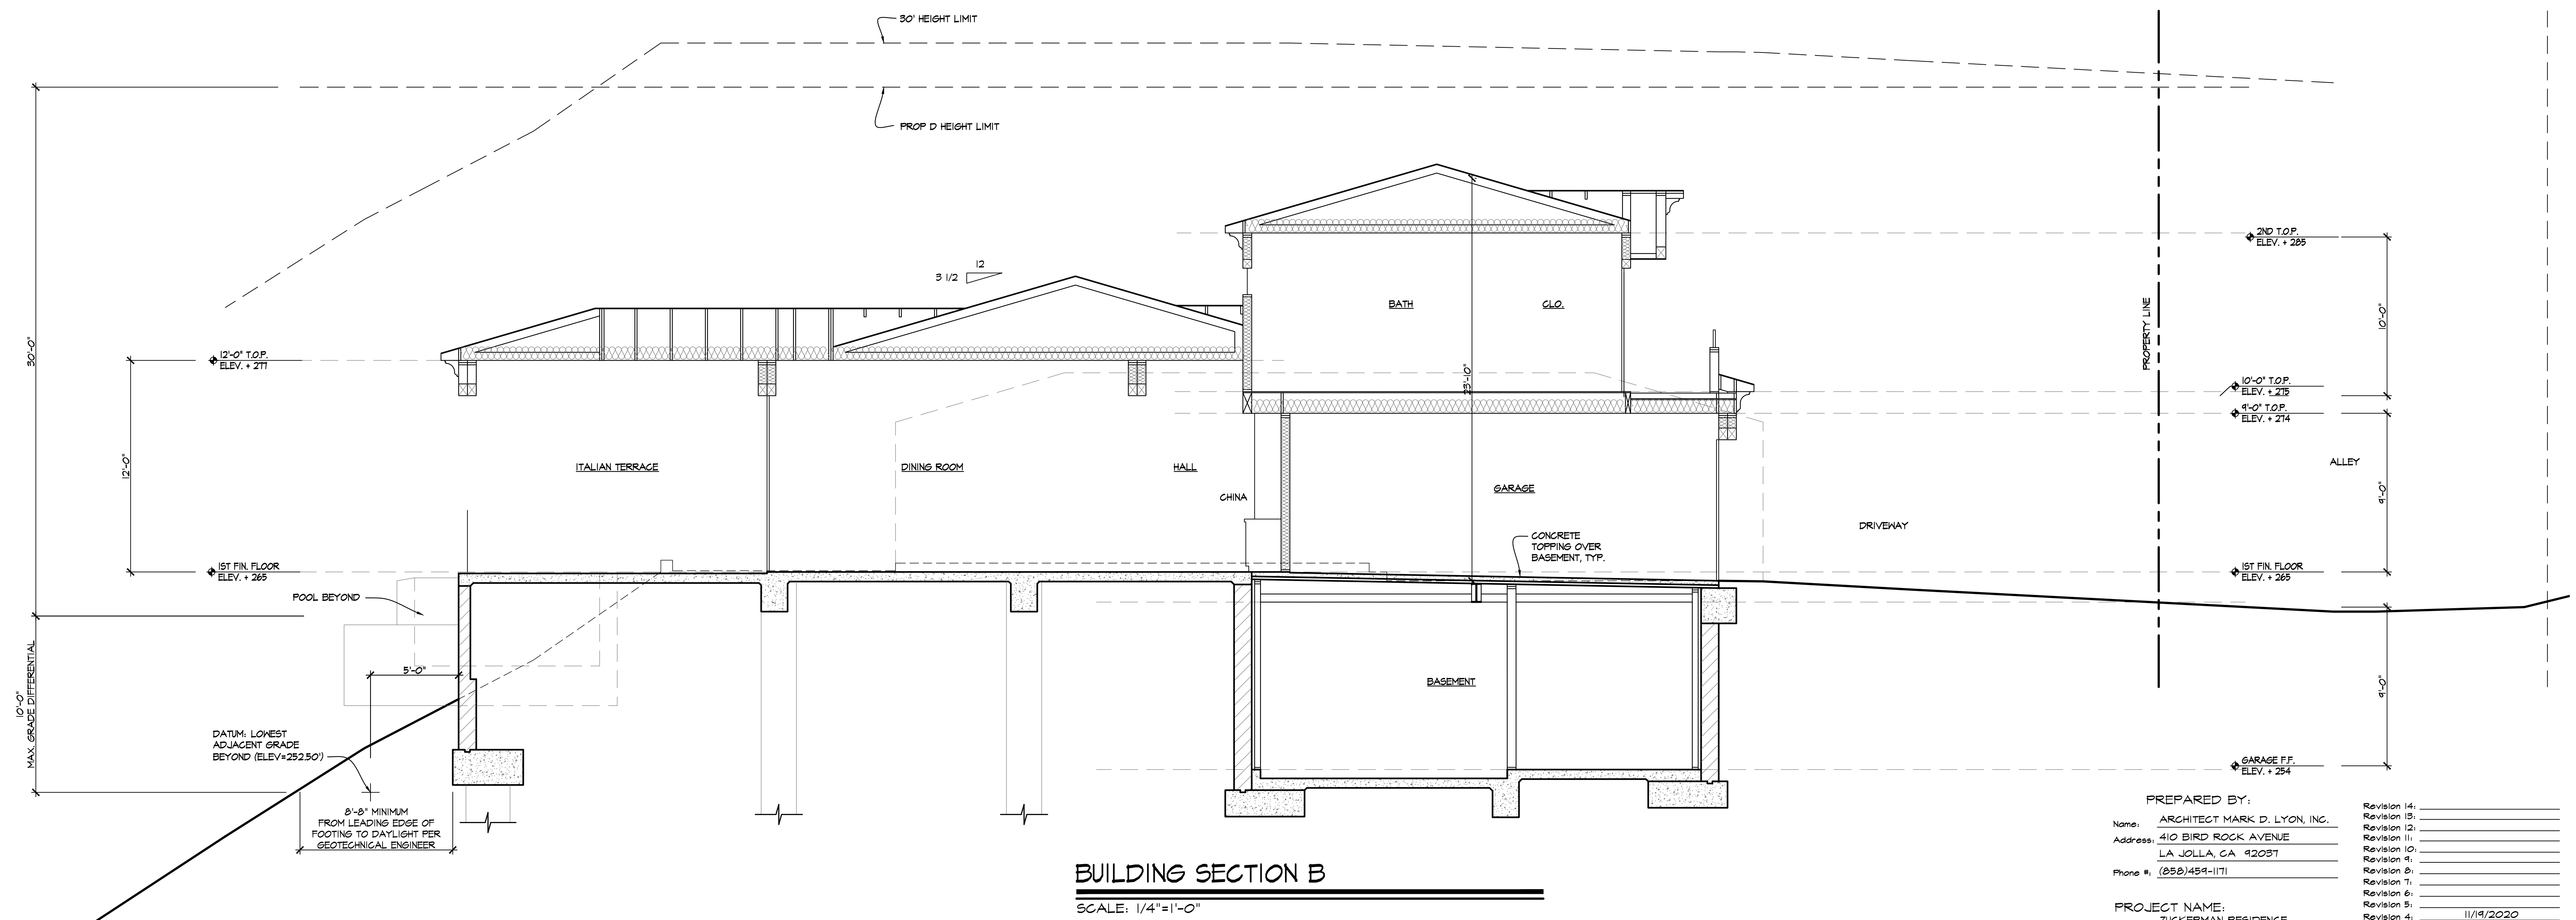 30' HEIGHT LIMIT
PROP D HEIGHT LIMIT
30'-0"
12
3 1/2
2ND T.O.P.
ELEV. + 285
10'-0"
BATH
CLO.
PROPERTY LINE
12'-0" T.O.P.
ELEV. + 277
23'-10"
10'-0" T.O.P.
ELEV. + 275
9'-0" T.O.P.
ELEV. + 274
12'-0"
ITALIAN TERRACE
DINING ROOM
HALL
CHINA
GARAGE
ALLEY
9'-0"
DRIVEWAY
CONCRETE
TOPPING OVER
BASEMENT, TYP.
1ST FIN. FLOOR
ELEV. + 265
1ST FIN. FLOOR
ELEV. + 265
POOL BEYOND
5'-0"
10'-0"
MAX. GRADE DIFFERENTIAL
BASEMENT
9'-0"
DATUM: LOWEST
ADJACENT GRADE
BEYOND (ELEV=252.50')
GARAGE F.F.
ELEV. + 254
8'-8" MINIMUM
FROM LEADING EDGE OF
FOOTING TO DAYLIGHT PER
GEOTECHNICAL ENGINEER
BUILDING SECTION B
SCALE: 1/4"=1'-0"
PREPARED BY:
Name: ARCHITECT MARK D. LYON, INC.
Address: 410 BIRD ROCK AVENUE
LA JOLLA, CA 92037
Phone #: (858)459-1171
PROJECT NAME:
ZUCKERMAN RESIDENCE
Revision 14:
Revision 13:
Revision 12:
Revision 11:
Revision 10:
Revision 9:
Revision 8:
Revision 7:
Revision 6:
Revision 5:
Revision 4: 11/19/2020